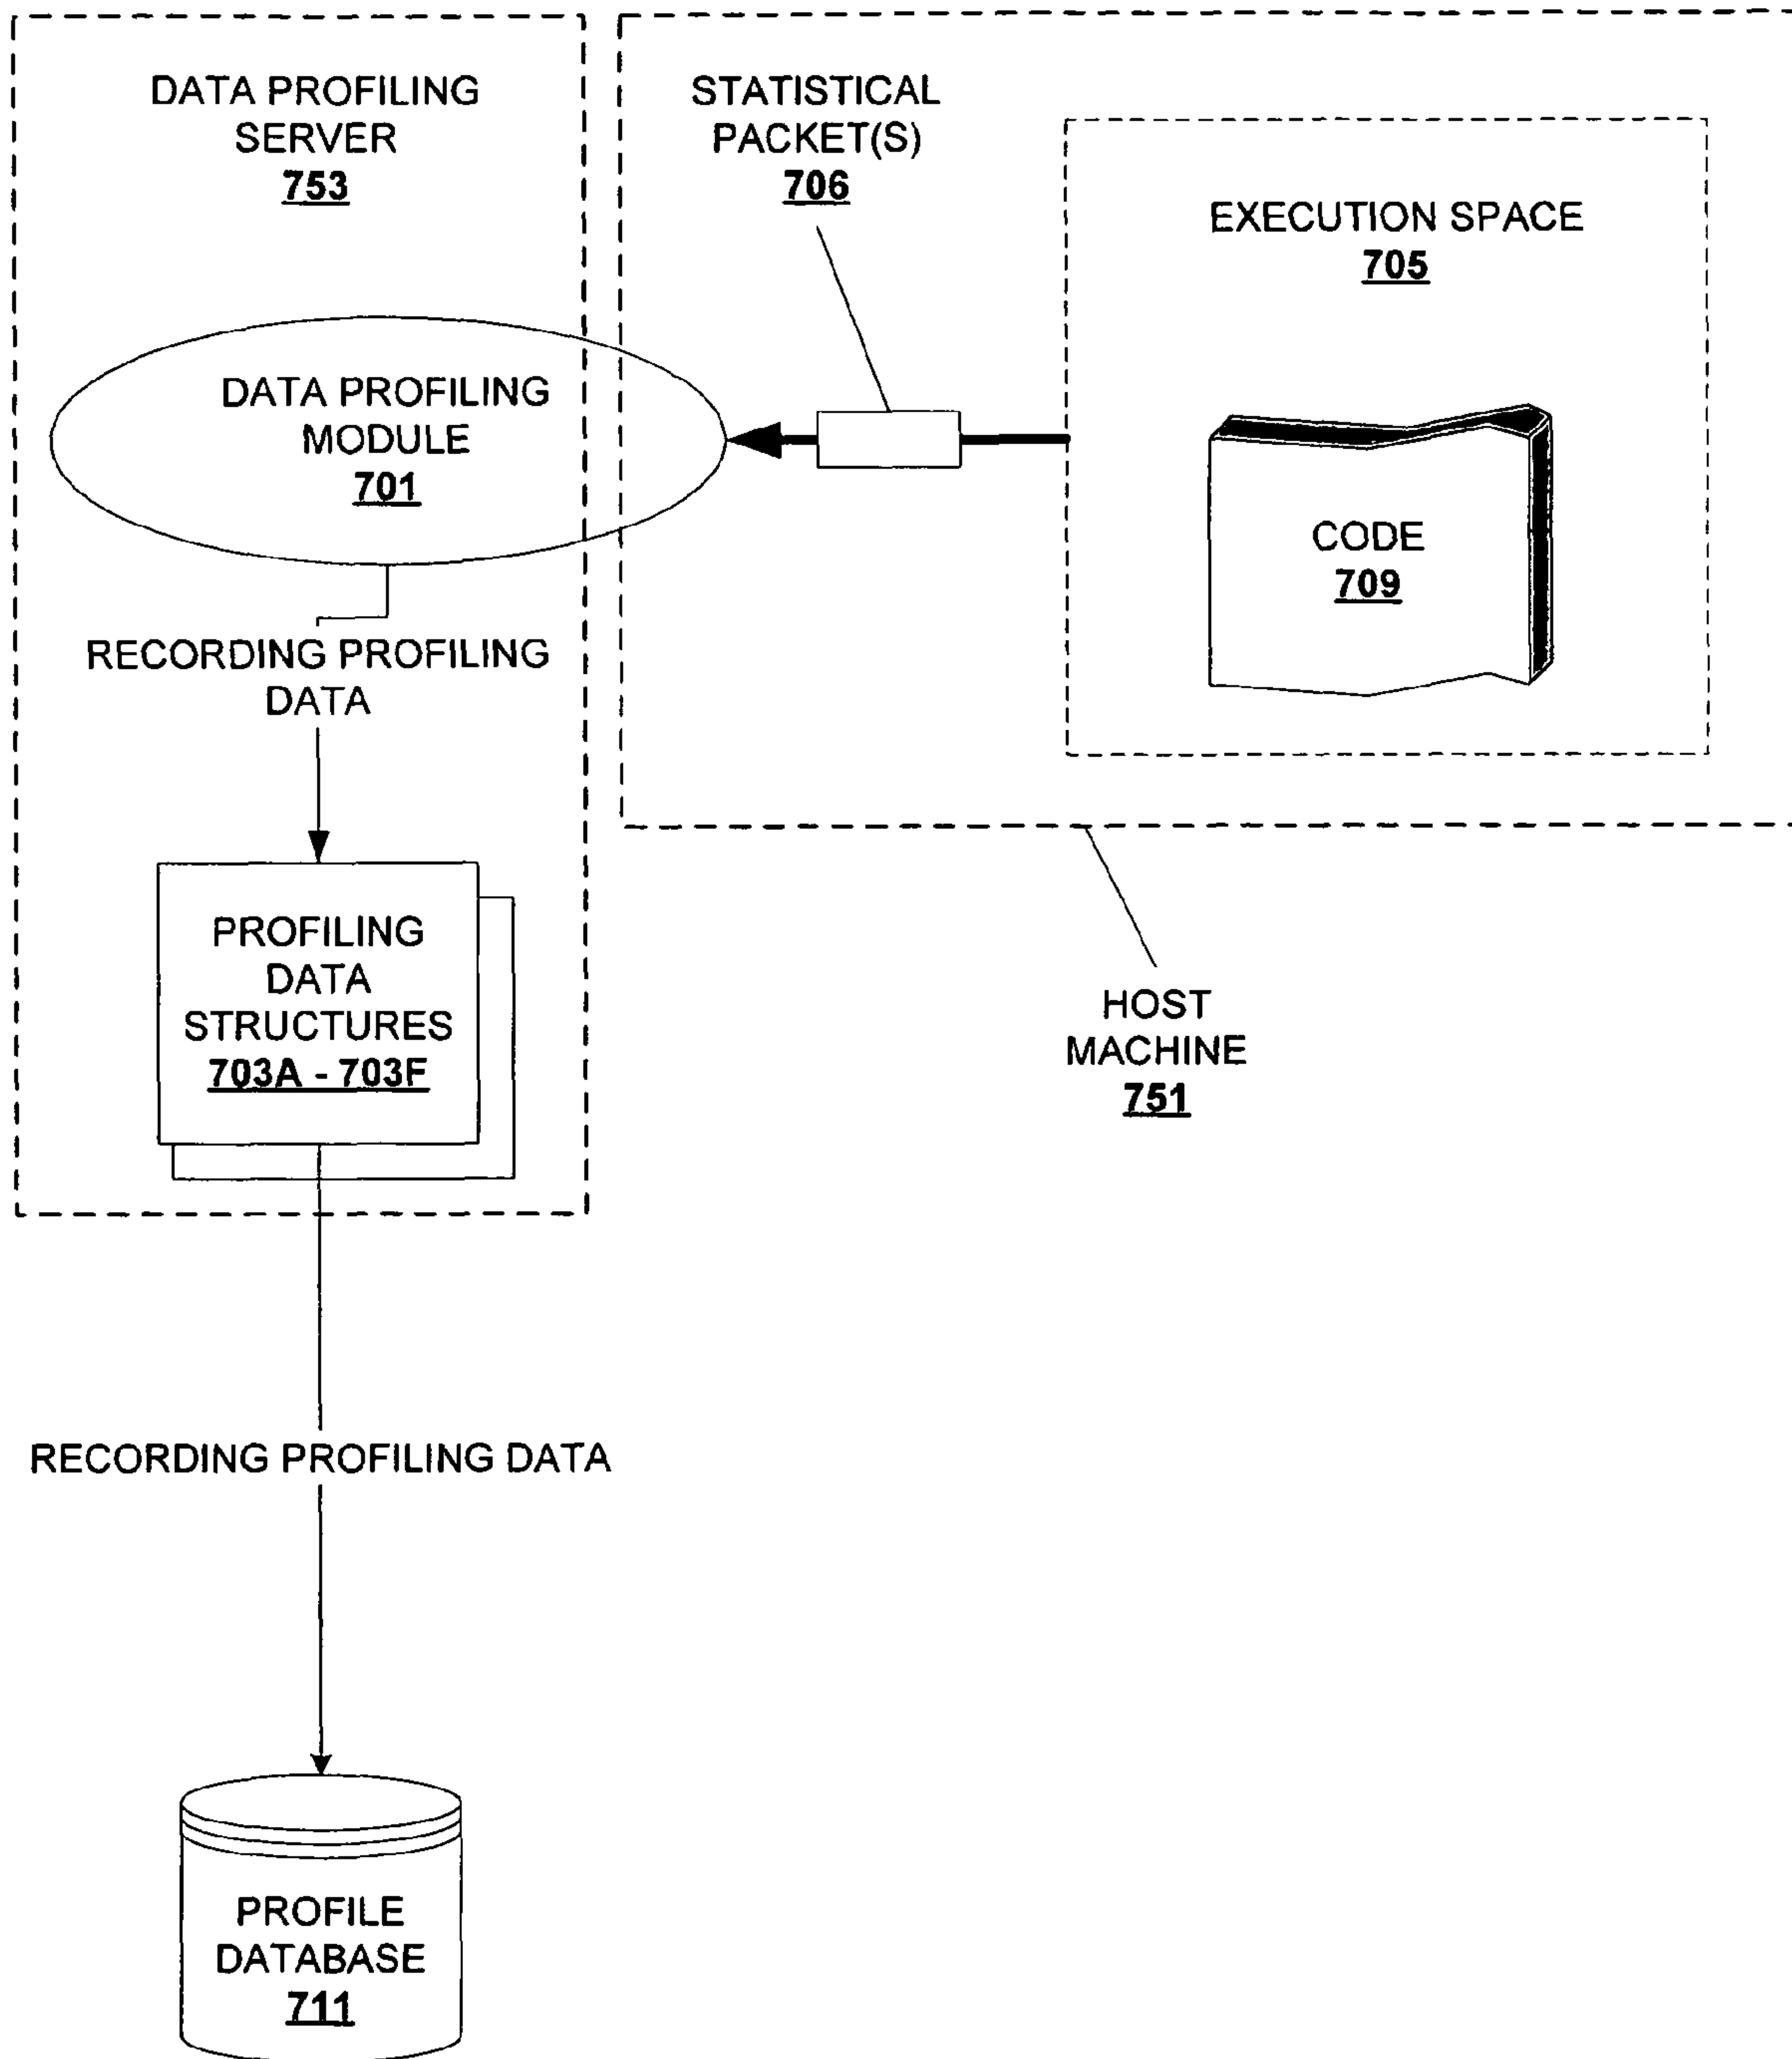 DATA PROFILING
SERVER
753
STATISTICAL
PACKET(S)
706
EXECUTION SPACE
705
DATA PROFILING
MODULE
701
CODE
709
RECORDING PROFILING
DATA
PROFILING
DATA
STRUCTURES
703A - 703F
HOST
MACHINE
751
RECORDING PROFILING DATA
PROFILE
DATABASE
711